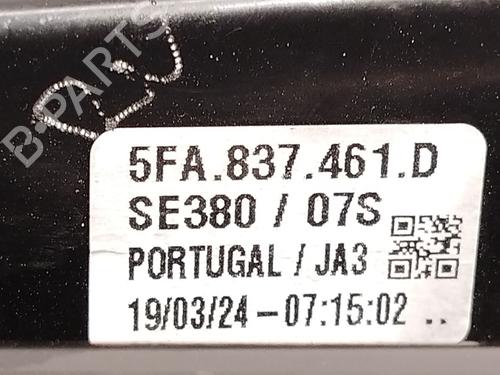 B-PARTS
5FA.837.461.D
SE380 / 07S
PORTUGAL / JA3
19/03/24-07:15:02 ..